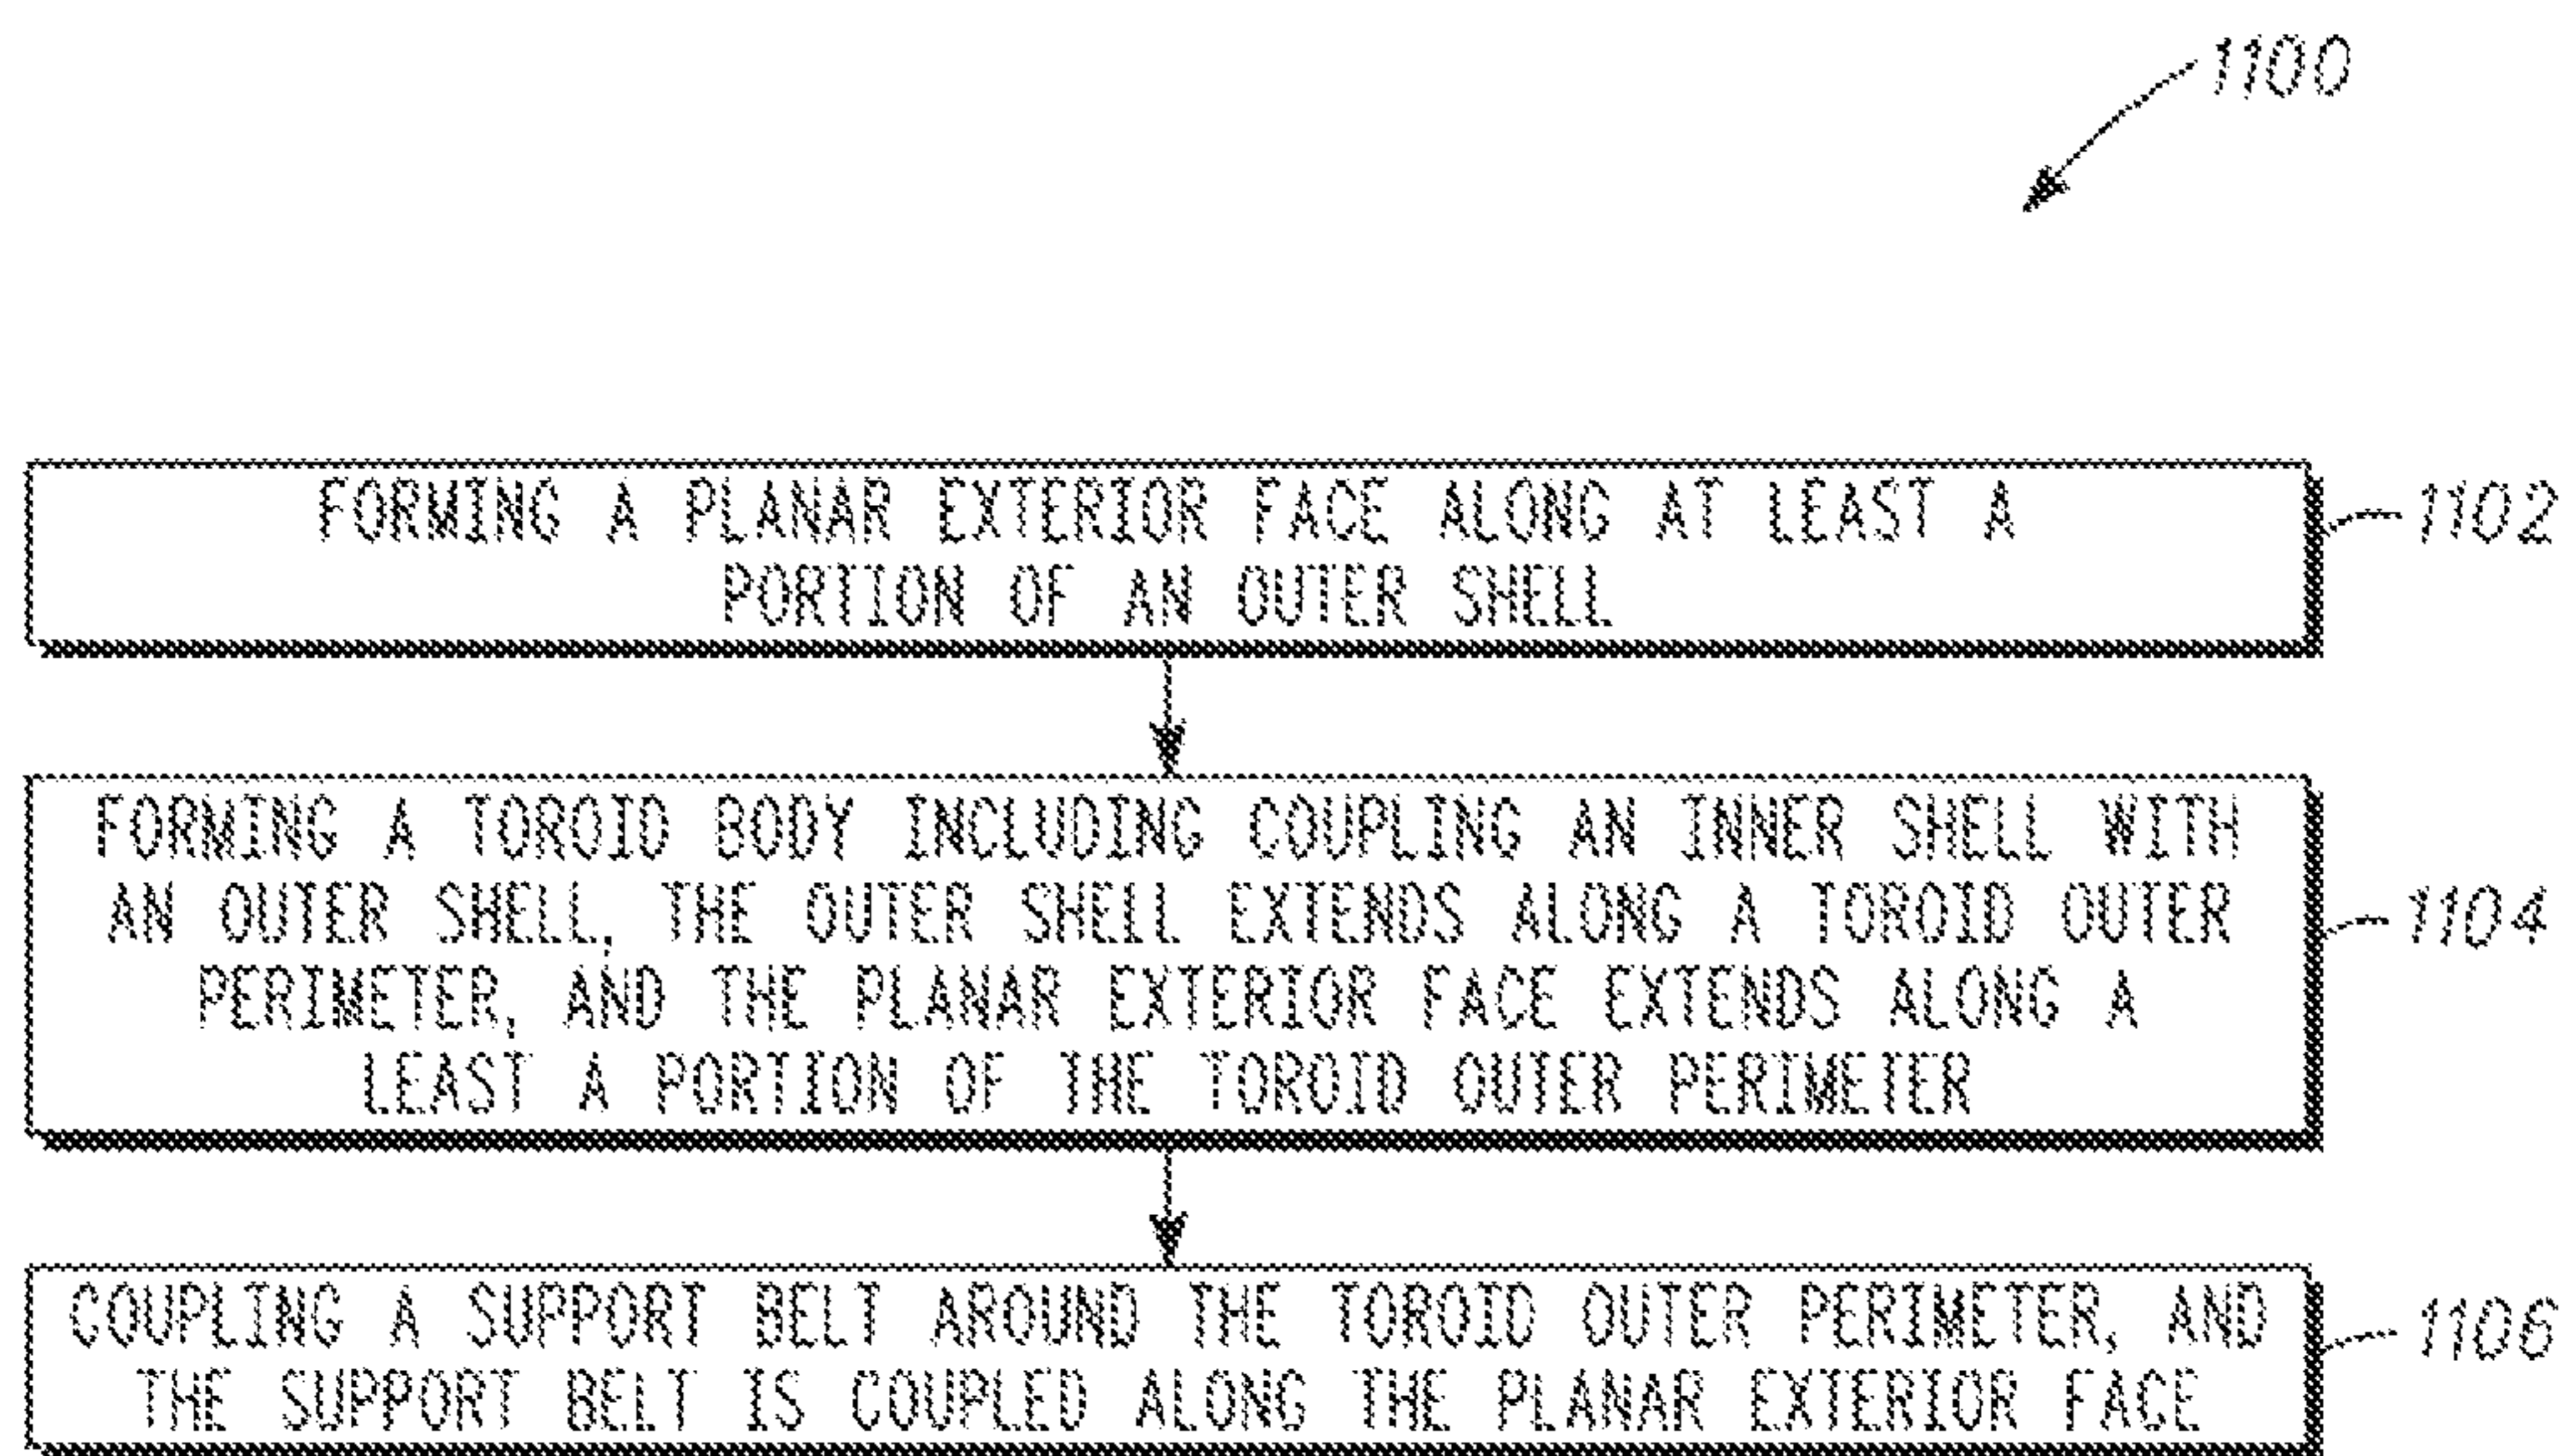 1100
FORMING A PLANAR EXTERIOR FACE ALONG AT LEAST A
PORTION OF AN OUTER SHELL
1102
FORMING A TOROID BODY INCLUDING COUPLING AN INNER SHELL WITH
AN OUTER SHELL, THE OUTER SHELL EXTENDS ALONG A TOROID OUTER
PERIMETER, AND THE PLANAR EXTERIOR FACE EXTENDS ALONG A
LEAST A PORTION OF THE TOROID OUTER PERIMETER
1104
COUPLING A SUPPORT BELT AROUND THE TOROID OUTER PERIMETER, AND
THE SUPPORT BELT IS COUPLED ALONG THE PLANAR EXTERIOR FACE
1106